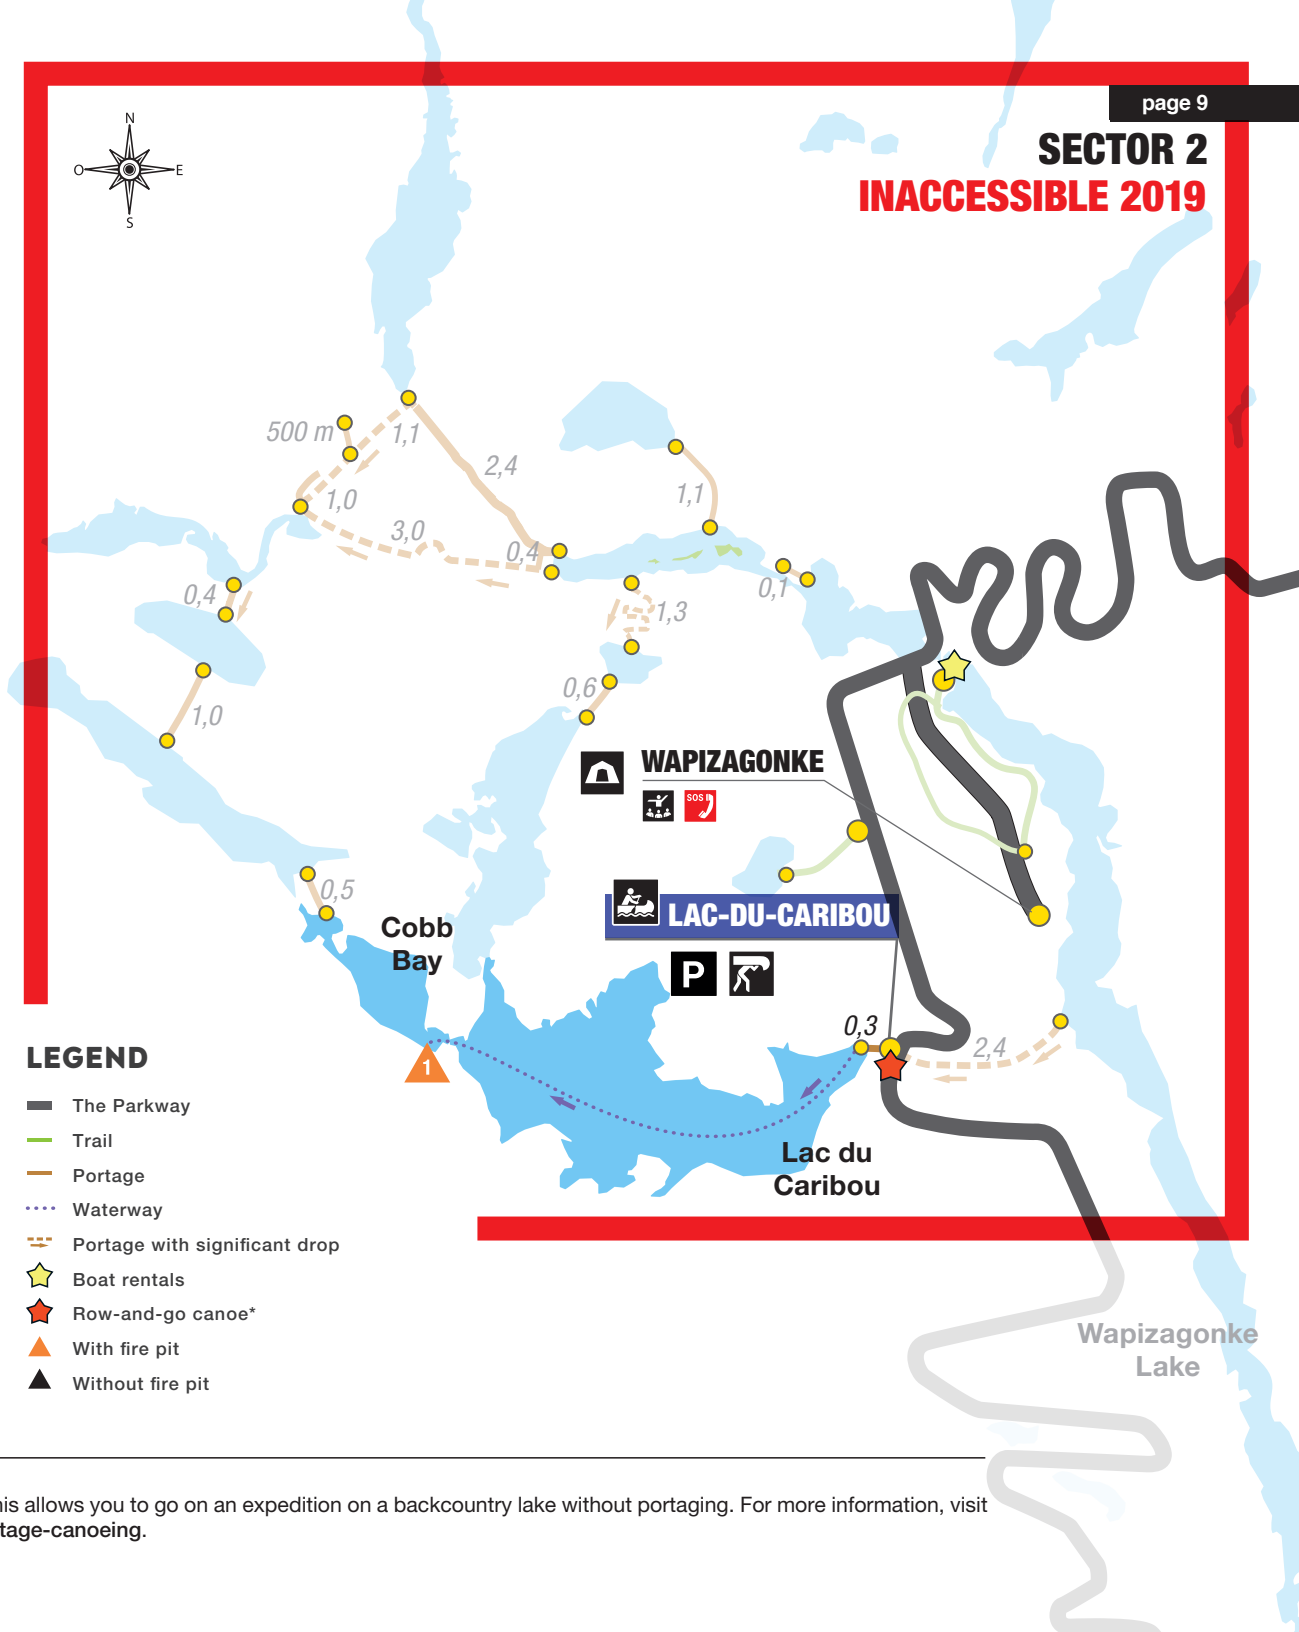 page 9
SECTOR 2
INACCESSIBLE 2019
N
O
E
S
500 m
1,1
2,4
1,0
3,0
0,4
1,1
0,1
0,4
1,3
0,6
1,0
WAPIZAGONKE
SOS
0,5
LAC-DU-CARIBOU
Cobb
Bay
P
0,3
2,4
1
Lac du
Caribou
LEGEND
The Parkway
Trail
Portage
Waterway
Portage with significant drop
Boat rentals
Row-and-go canoe*
With fire pit
Without fire pit
Wapizagonke
Lake
his allows you to go on an expedition on a backcountry lake without portaging. For more information, visit
tage-canoeing.